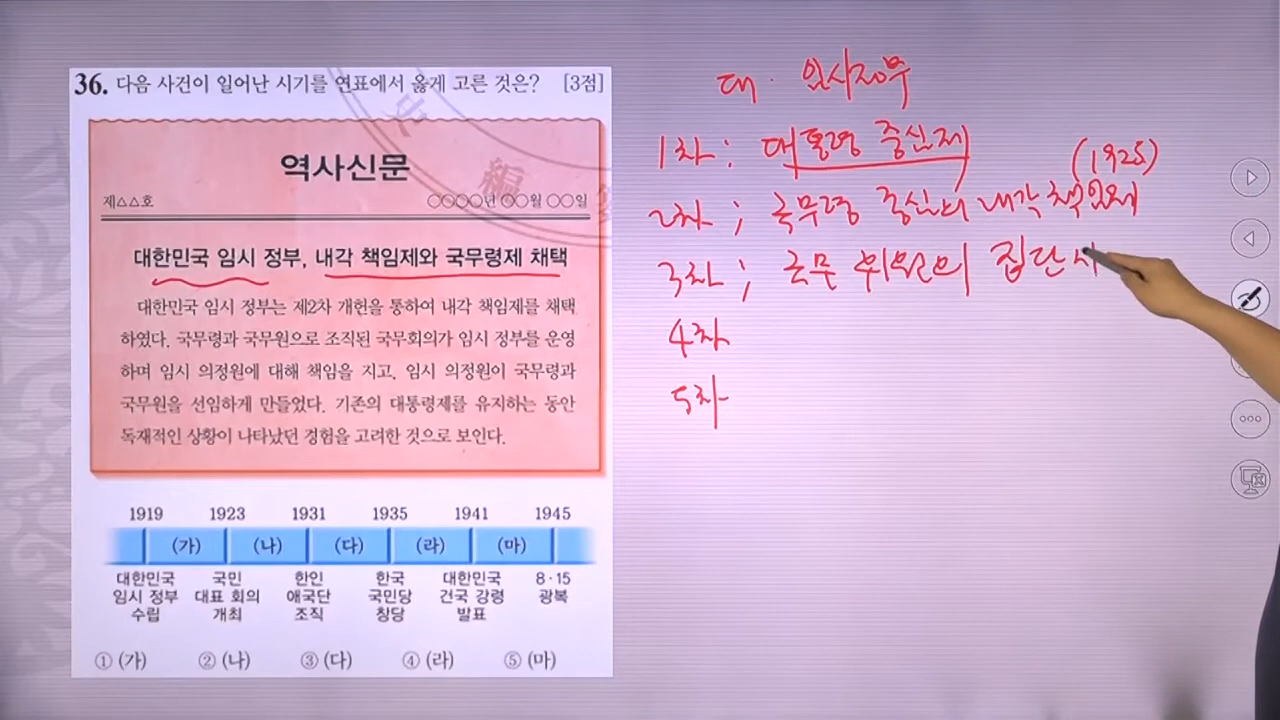 36. 다음 사건이 일어난 시기를 연표에서 옳게 고른 것은? [3점]
역사신문
제△△호 ○○○○년 ○○월 ○○일
대한민국 임시 정부, 내각 책임제와 국무령제 채택
대한민국 임시 정부는 제2차 개헌을 통하여 내각 책임제를 채택
하였다. 국무령과 국무원으로 조직된 국무회의가 임시 정부를 운영
하며 임시 의정원에 대해 책임을 지고, 임시 의정원이 국무령과
국무원을 선임하게 만들었다. 기존의 대통령제를 유지하는 동안
독재적인 상황이 나타났던 경험을 고려한 것으로 보인다.
1919 1923 1931 1935 1941 1945
(가) (나) (다) (라) (마)
대한민국 임시 정부 수립
국민 대표 회의 개최
한인 애국단 조직
한국 국민당 창당
대한민국 건국 강령 발표
8·15 광복
① (가) ② (나) ③ (다) ④ (라) ⑤ (마)
대. 임시정부
1차 : 대통령 중심제
(1925)
2차 ; 국무령 중심의 내각책임제
3차 ; 국무위원의 집단
4차
5차